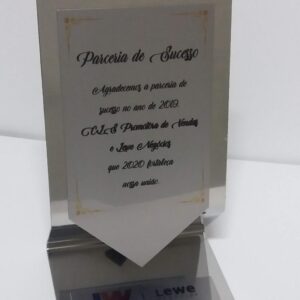 Parceria de Sucesso
Agradecemos a parceria de
sucesso no ano de 2019.
CLS Promotora de Vendas
e Lewe Negócios
que 2020 fortaleça
nossa união.
Lewe